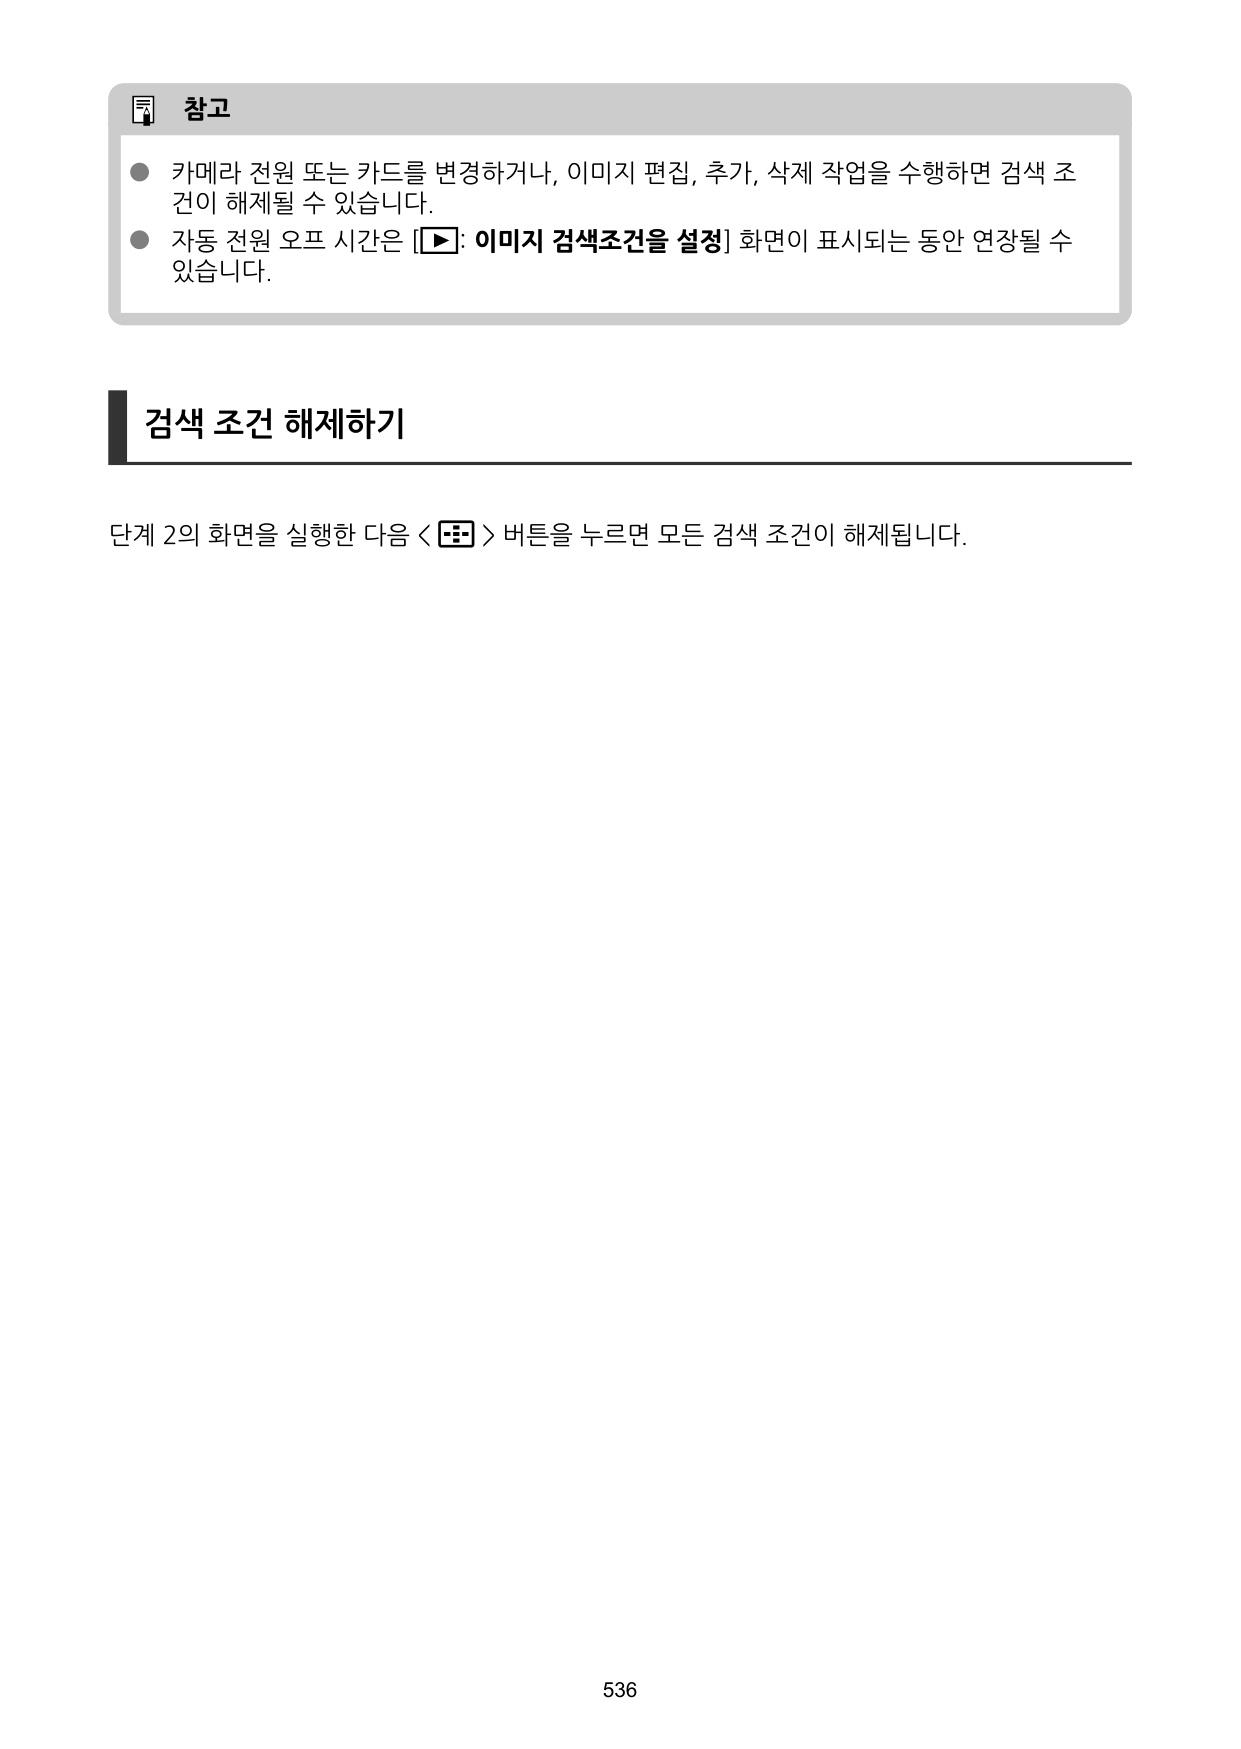 참고
● 카메라 전원 또는 카드를 변경하거나, 이미지 편집, 추가, 삭제 작업을 수행하면 검색 조
건이 해제될 수 있습니다.
● 자동 전원 오프 시간은 [▶: 이미지 검색조건을 설정] 화면이 표시되는 동안 연장될 수
있습니다.
검색 조건 해제하기
단계 2의 화면을 실행한 다음 < > 버튼을 누르면 모든 검색 조건이 해제됩니다.
536